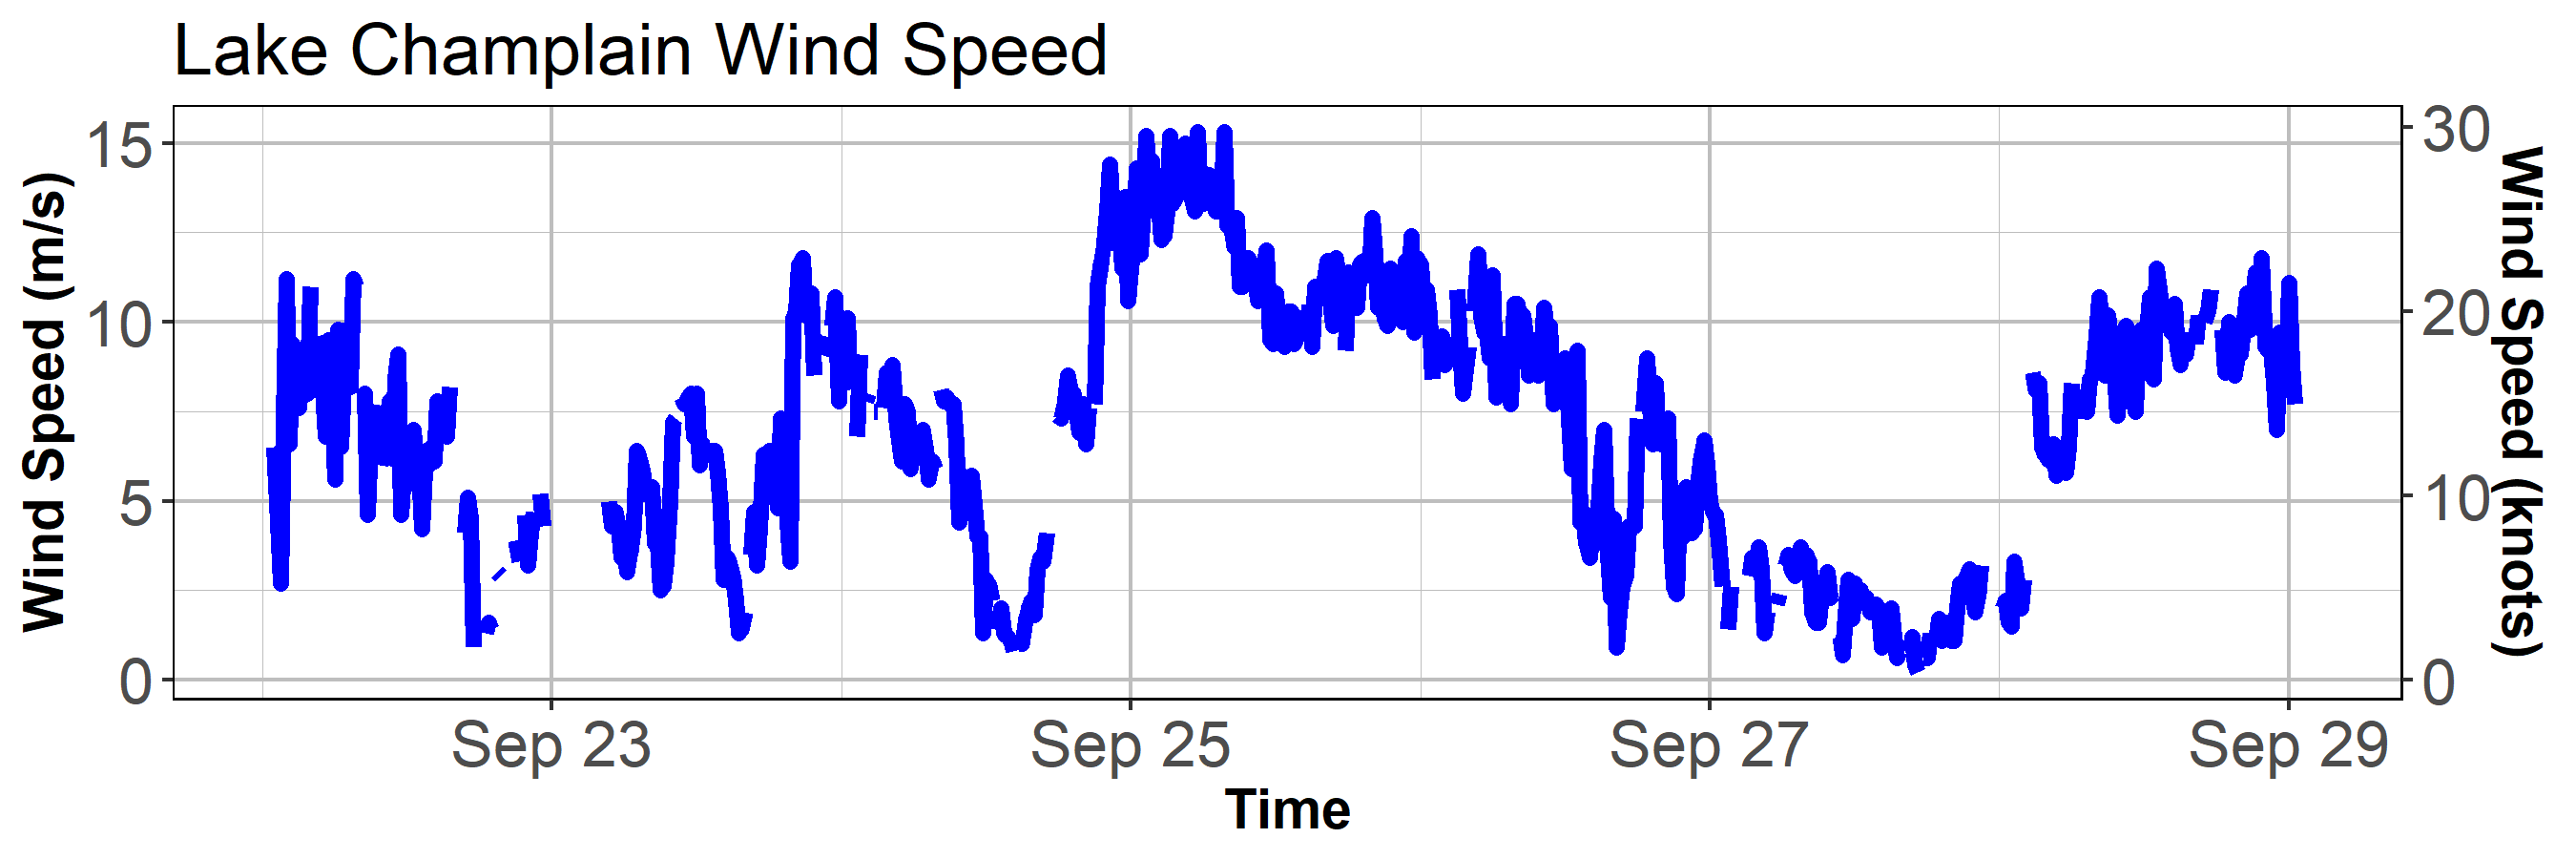 Lake Champlain Wind Speed
Wind Speed (m/s)
15
10
5
0
30
20
10
0
Wind Speed (knots)
Sep 23
Sep 25
Sep 27
Sep 29
Time